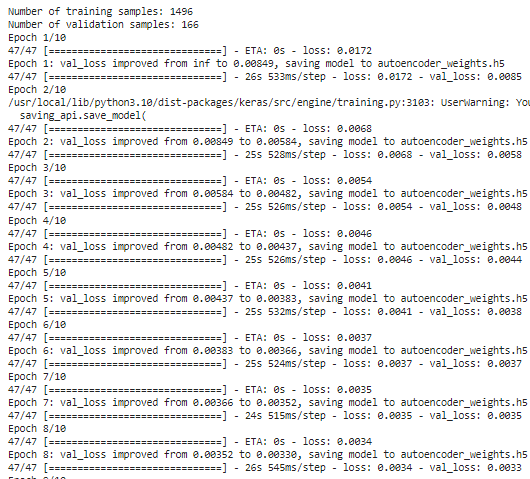 Number of training samples: 1496
Number of validation samples: 166
Epoch 1/10
47/47 [==============================] - ETA: 0s - loss: 0.0172
Epoch 1: val_loss improved from inf to 0.00849, saving model to autoencoder_weights.h5
47/47 [==============================] - 26s 533ms/step - loss: 0.0172 - val_loss: 0.0085
Epoch 2/10
/usr/local/lib/python3.10/dist-packages/keras/src/engine/training.py:3103: UserWarning: You
saving_api.save_model(
47/47 [==============================] - ETA: 0s - loss: 0.0068
Epoch 2: val_loss improved from 0.00849 to 0.00584, saving model to autoencoder_weights.h5
47/47 [==============================] - 25s 528ms/step - loss: 0.0068 - val_loss: 0.0058
Epoch 3/10
47/47 [==============================] - ETA: 0s - loss: 0.0054
Epoch 3: val_loss improved from 0.00584 to 0.00482, saving model to autoencoder_weights.h5
47/47 [==============================] - 25s 526ms/step - loss: 0.0054 - val_loss: 0.0048
Epoch 4/10
47/47 [==============================] - ETA: 0s - loss: 0.0046
Epoch 4: val_loss improved from 0.00482 to 0.00437, saving model to autoencoder_weights.h5
47/47 [==============================] - 25s 526ms/step - loss: 0.0046 - val_loss: 0.0044
Epoch 5/10
47/47 [==============================] - ETA: 0s - loss: 0.0041
Epoch 5: val_loss improved from 0.00437 to 0.00383, saving model to autoencoder_weights.h5
47/47 [==============================] - 25s 532ms/step - loss: 0.0041 - val_loss: 0.0038
Epoch 6/10
47/47 [==============================] - ETA: 0s - loss: 0.0037
Epoch 6: val_loss improved from 0.00383 to 0.00366, saving model to autoencoder_weights.h5
47/47 [==============================] - 25s 524ms/step - loss: 0.0037 - val_loss: 0.0037
Epoch 7/10
47/47 [==============================] - ETA: 0s - loss: 0.0035
Epoch 7: val_loss improved from 0.00366 to 0.00352, saving model to autoencoder_weights.h5
47/47 [==============================] - 24s 515ms/step - loss: 0.0035 - val_loss: 0.0035
Epoch 8/10
47/47 [==============================] - ETA: 0s - loss: 0.0034
Epoch 8: val_loss improved from 0.00352 to 0.00330, saving model to autoencoder_weights.h5
47/47 [==============================] - 26s 545ms/step - loss: 0.0034 - val_loss: 0.0033